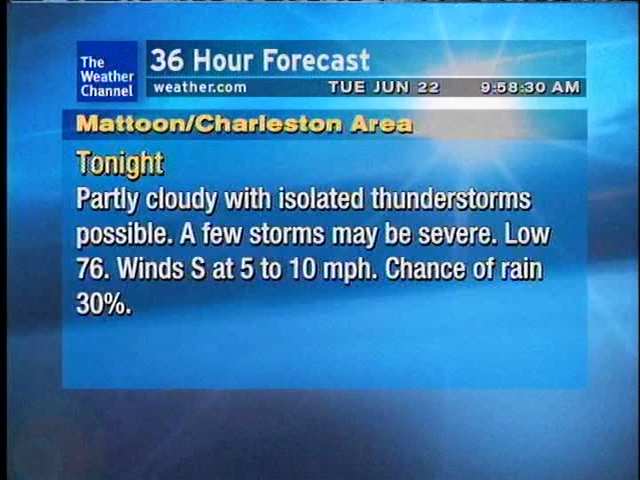 The
Weather
Channel
36 Hour Forecast
weather.com TUE JUN 22 9:58:30 AM
Mattoon/Charleston Area
Tonight
Partly cloudy with isolated thunderstorms
possible. A few storms may be severe. Low
76. Winds S at 5 to 10 mph. Chance of rain
30%.